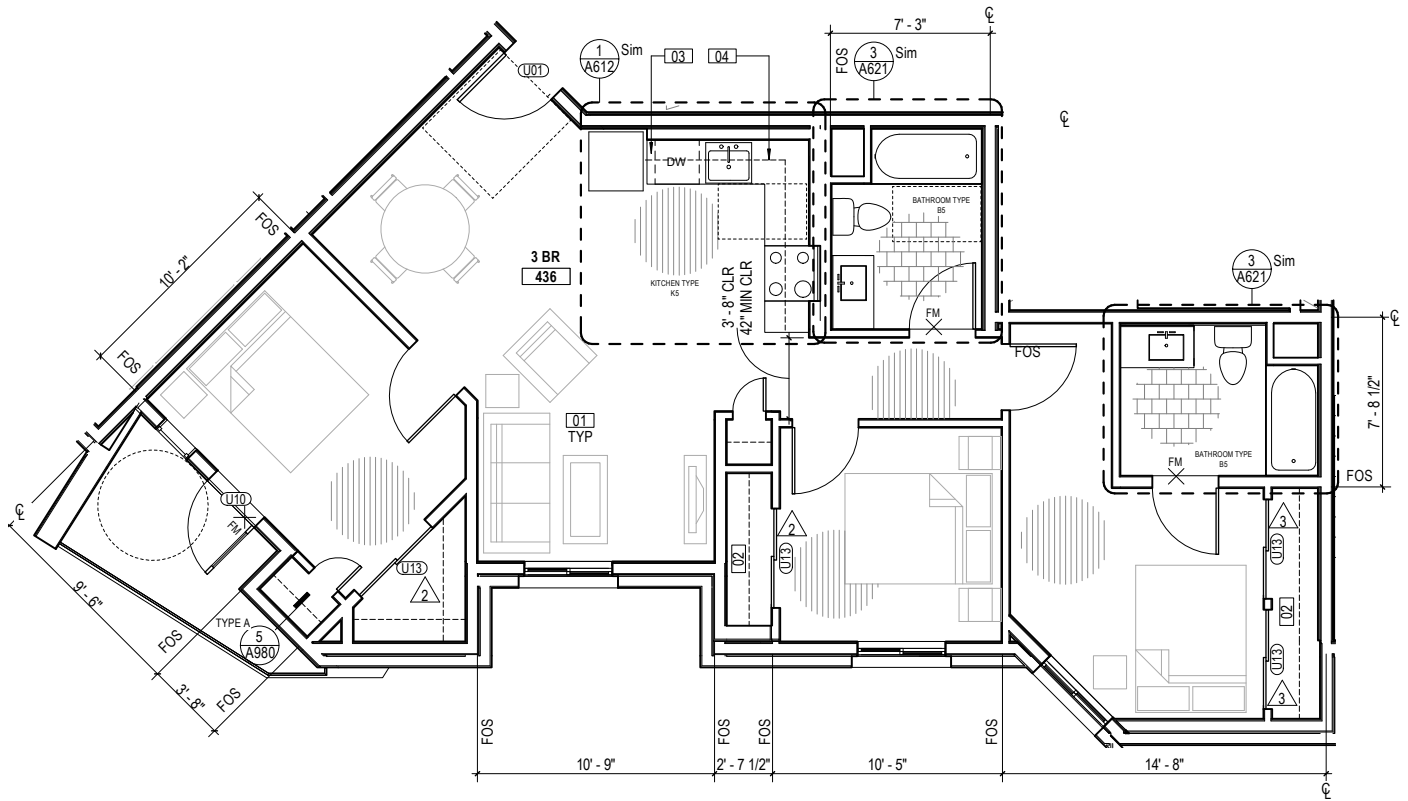 7' - 3"
℄
1
A612
Sim
03
04
FOS
3
A621
Sim
U01
℄
DW
BATHROOM TYPE
B5
FOS
10' - 2"
3 BR
436
KITCHEN TYPE
K5
3' - 8" CLR
42" MIN CLR
FM
3
A621
Sim
℄
FOS
FOS
7' - 8 1/2"
01
TYP
BATHROOM TYPE
B5
FM
FOS
℄
U10
FM
2
U13
3
U13
02
U13
2
02
9' - 6"
TYPE A
5
A980
FOS
U13
3
3' - 8"
FOS
FOS
FOS
FOS
FOS
10' - 9"
2' - 7 1/2"
10' - 5"
14' - 8"
℄